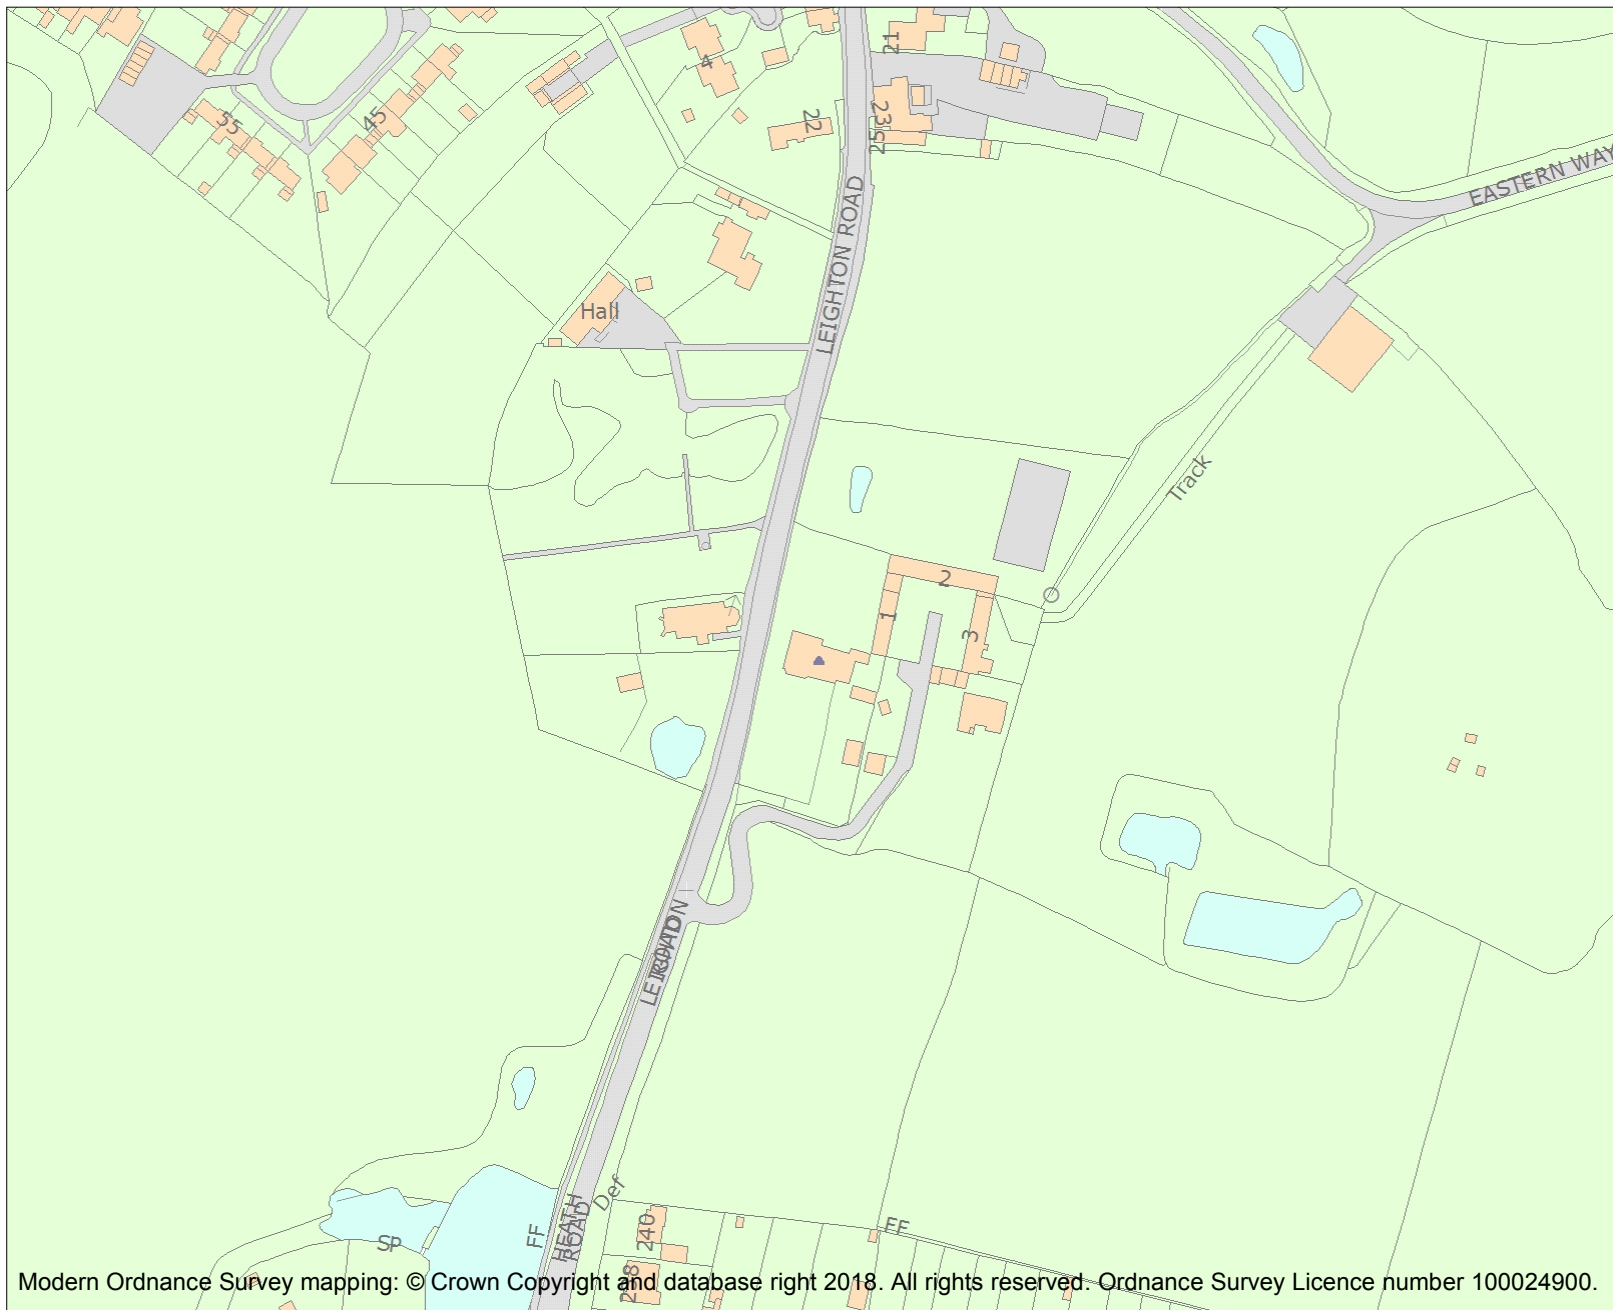 21
4
55
45
22
23
253
EASTERN WAY
LEIGHTON ROAD
Hall
Track
2
1
3
LEIGHTON
ROAD
Def
HEATH
ROAD
FF
FF
240
Sp
238
Modern Ordnance Survey mapping: © Crown Copyright and database right 2018. All rights reserved. Ordnance Survey Licence number 100024900.